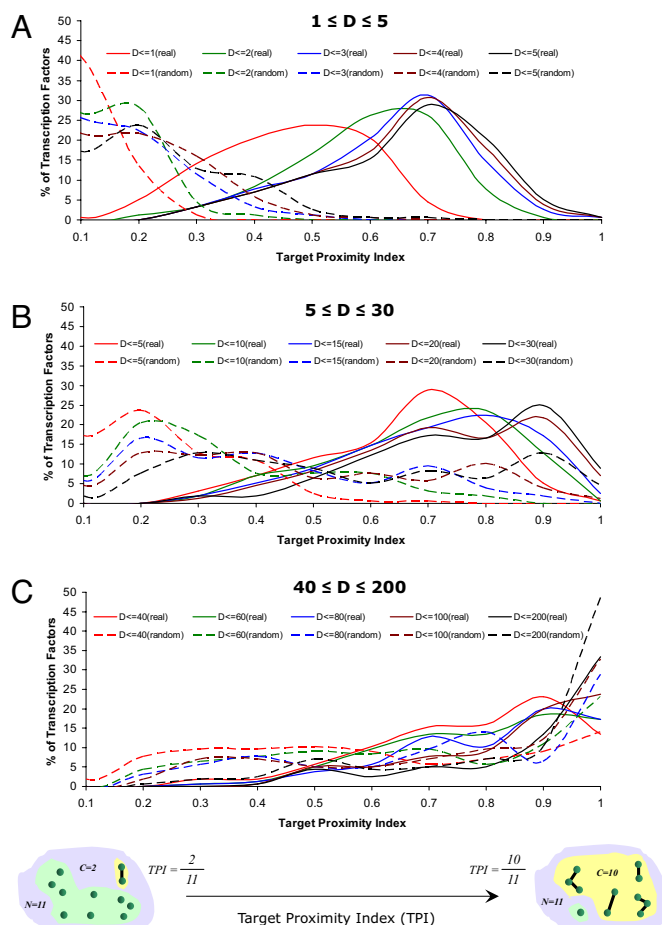 A
1 ≤ D ≤ 5
D<=1(real) D<=2(real) D<=3(real) D<=4(real) D<=5(real)
D<=1(random) D<=2(random) D<=3(random) D<=4(random) D<=5(random)
% of Transcription Factors
50
45
40
35
30
25
20
15
10
5
0
0.1 0.2 0.3 0.4 0.5 0.6 0.7 0.8 0.9 1
Target Proximity Index
B
5 ≤ D ≤ 30
D<=5(real) D<=10(real) D<=15(real) D<=20(real) D<=30(real)
D<=5(random) D<=10(random) D<=15(random) D<=20(random) D<=30(random)
% of Transcription Factors
50
45
40
35
30
25
20
15
10
5
0
0.1 0.2 0.3 0.4 0.5 0.6 0.7 0.8 0.9 1
Target Proximity Index
C
40 ≤ D ≤ 200
D<=40(real) D<=60(real) D<=80(real) D<=100(real) D<=200(real)
D<=40(random) D<=60(random) D<=80(random) D<=100(random) D<=200(random)
% of Transcription Factors
50
45
40
35
30
25
20
15
10
5
0
0.1 0.2 0.3 0.4 0.5 0.6 0.7 0.8 0.9 1
Target Proximity Index
C=2
N=11
TPI = 2/11
TPI = 10/11
C=10
N=11
Target Proximity Index (TPI)